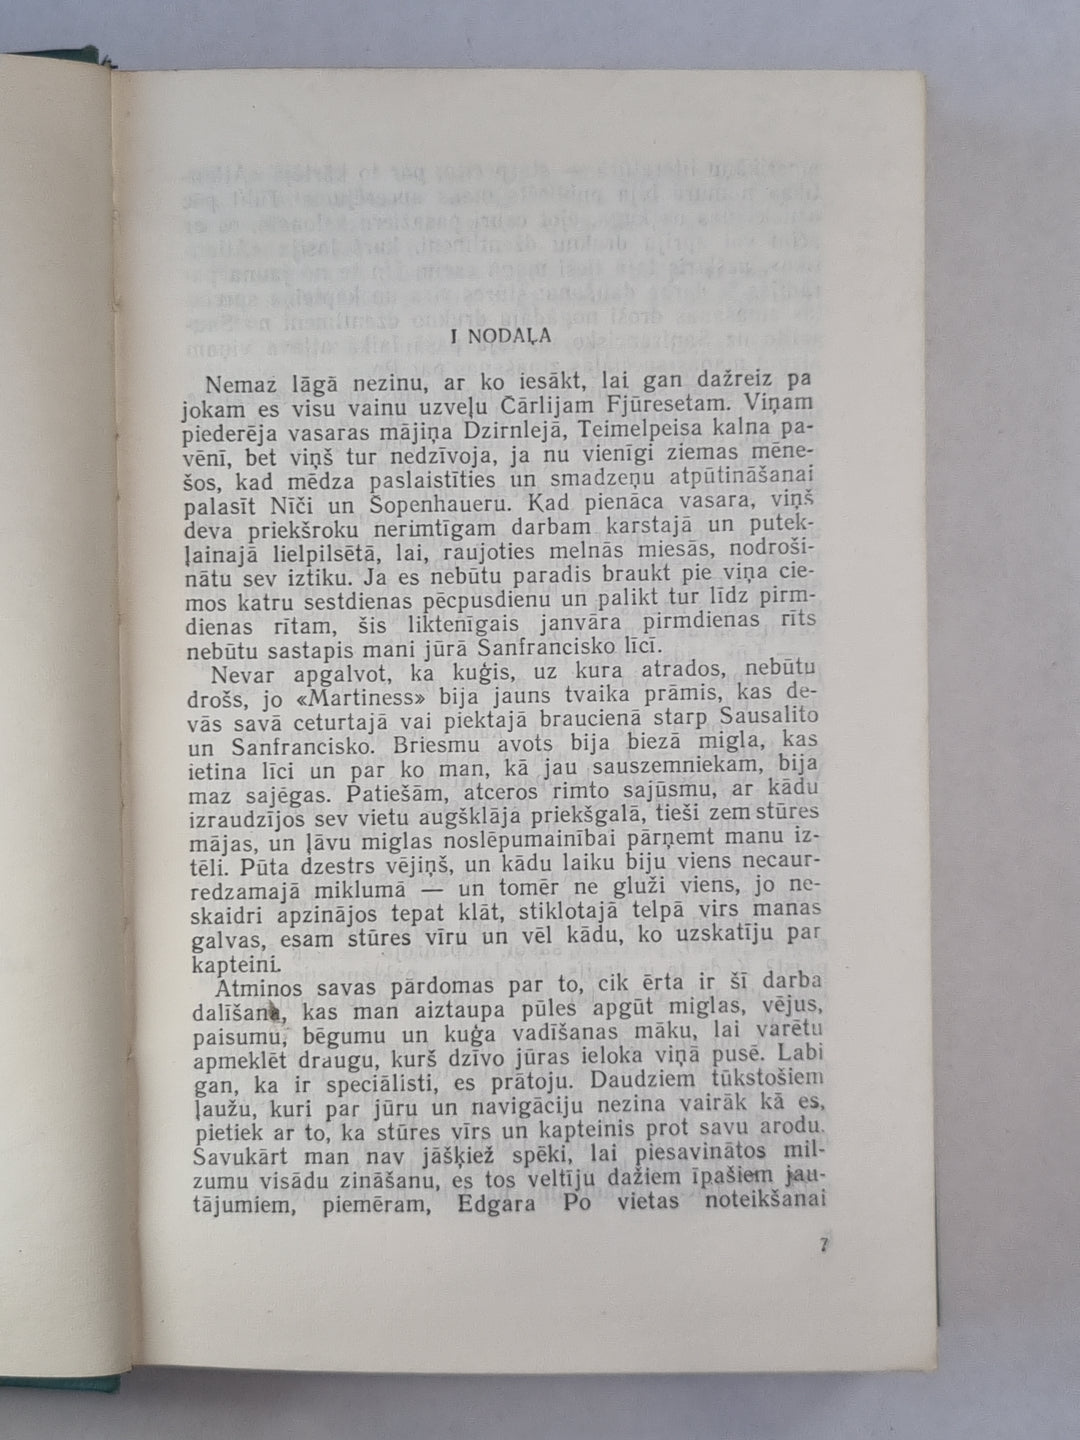 I NODAĻA
Nemaz lāgā nezinu, ar ko iesākt, lai gan dažreiz pa
jokam es visu vainu uzveļu Čārlijam Fjūresetam. Viņam
piederēja vasaras mājiņa Dzirnlejā, Teimelpeisa kalna pa-
vēnī, bet viņš tur nedzīvoja, ja nu vienīgi ziemas mēne-
šos, kad mēdza paslaistīties un smadzeņu atpūtināšanai
palasīt Nīči un Šopenhaueru. Kad pienāca vasara, viņš
deva priekšroku nerimtīgam darbam karstajā un putek-
ļainajā lielpilsētā, lai, raujoties melnās miesās, nodroši-
nātu sev iztiku. Ja es nebūtu paradis braukt pie viņa cie-
mos katru sestdienas pēcpusdienu un palikt tur līdz pirm-
dienas rītam, šis liktenīgais janvāra pirmdienas rīts
nebūtu sastapis mani jūrā Sanfrancisko līcī.
Nevar apgalvot, ka kuģis, uz kura atrados, nebūtu
drošs, jo «Martiness» bija jauns tvaika prāmis, kas de-
vās savā ceturtajā vai piektajā braucienā starp Sausalito
un Sanfrancisko. Briesmu avots bija biezā migla, kas
ietina līci un par ko man, kā jau sauszemniekam, bija
maz sajēgas. Patiešām, atceros rimto sajūsmu, ar kādu
izraudzījos sev vietu augšklāja priekšgalā, tieši zem stūres
mājas, un ļāvu miglas noslēpumainībai pārņemt manu iz-
tēli. Pūta dzestrs vējiņš, un kādu laiku biju viens necaur-
redzamajā miklumā — un tomēr ne gluži viens, jo ne-
skaidri apzinājos tepat klāt, stiklotajā telpā virs manas
galvas, esam stūres vīru un vēl kādu, ko uzskatīju par
kapteini.
Atminos savas pārdomas par to, cik ērta ir šī darba
dalīšana, kas man aiztaupa pūles apgūt miglas, vējus,
paisumu, bēgumu un kuģa vadīšanas māku, lai varētu
apmeklēt draugu, kurš dzīvo jūras ieloka viņā pusē. Labi
gan, ka ir speciālisti, es prātoju. Daudziem tūkstošiem
ļaužu, kuri par jūru un navigāciju nezina vairāk kā es,
pietiek ar to, ka stūres vīrs un kapteinis prot savu arodu.
Savukārt man nav jāšķiež spēki, lai piesavinātos mil-
zumu visādu zināšanu, es tos veltīju dažiem īpašiem jau-
tājumiem, piemēram, Edgara Po vietas noteikšanai
7